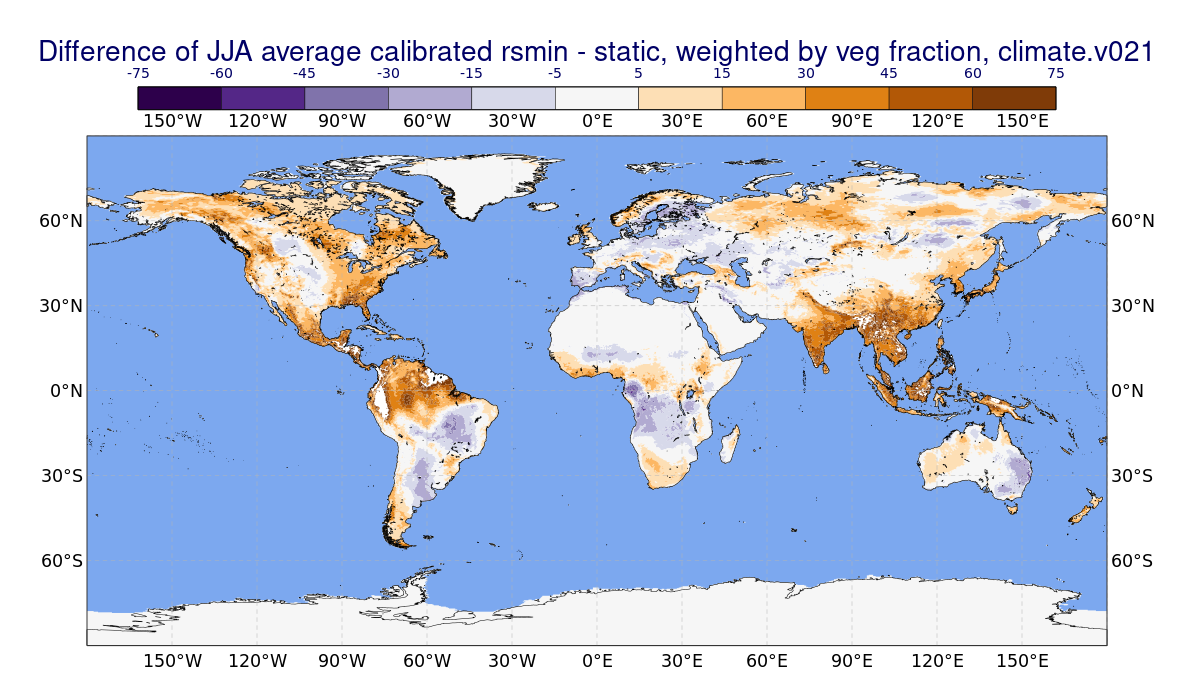 Difference of JJA average calibrated rsmin - static, weighted by veg fraction, climate.v021
-75 -60 -45 -30 -15 -5 5 15 30 45 60 75
150°W 120°W 90°W 60°W 30°W 0°E 30°E 60°E 90°E 120°E 150°E
60°N 60°N
30°N 30°N
0°N 0°N
30°S 30°S
60°S 60°S
150°W 120°W 90°W 60°W 30°W 0°E 30°E 60°E 90°E 120°E 150°E